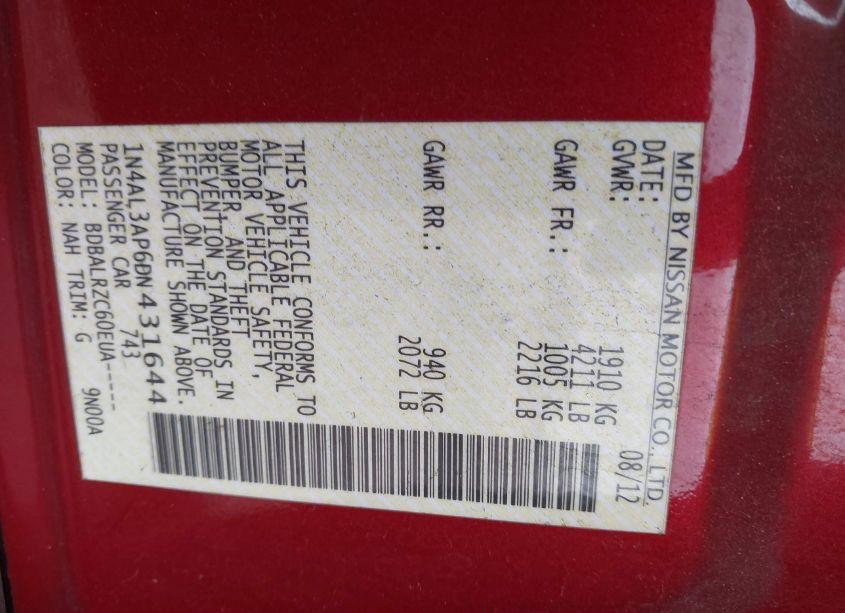 MFD BY NISSAN MOTOR CO., LTD.
DATE: 08/12
GVWR: 1910 KG
4211 LB
GAWR FR.: 1005 KG
2216 LB
GAWR RR.: 940 KG
2072 LB
THIS VEHICLE CONFORMS TO
ALL APPLICABLE FEDERAL
MOTOR VEHICLE SAFETY,
BUMPER, AND THEFT
PREVENTION STANDARDS IN
EFFECT ON THE DATE OF
MANUFACTURE SHOWN ABOVE.
1N4AL3AP6DN431644
PASSENGER CAR 743
MODEL: BDBALRZC60EUA-----
COLOR: NAH TRIM: G 9N00A